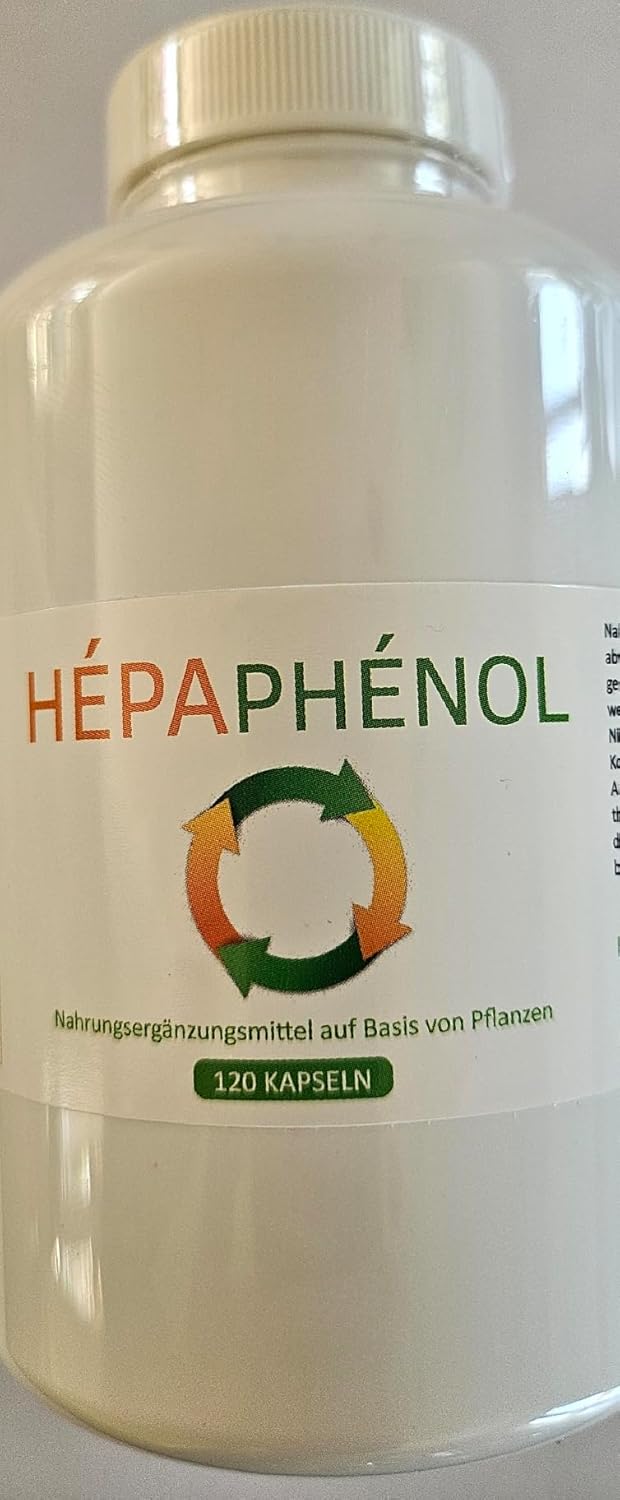 HÉPAPHÉNOL
Nahrungsergänzungsmittel auf Basis von Pflanzen
120 KAPSELN